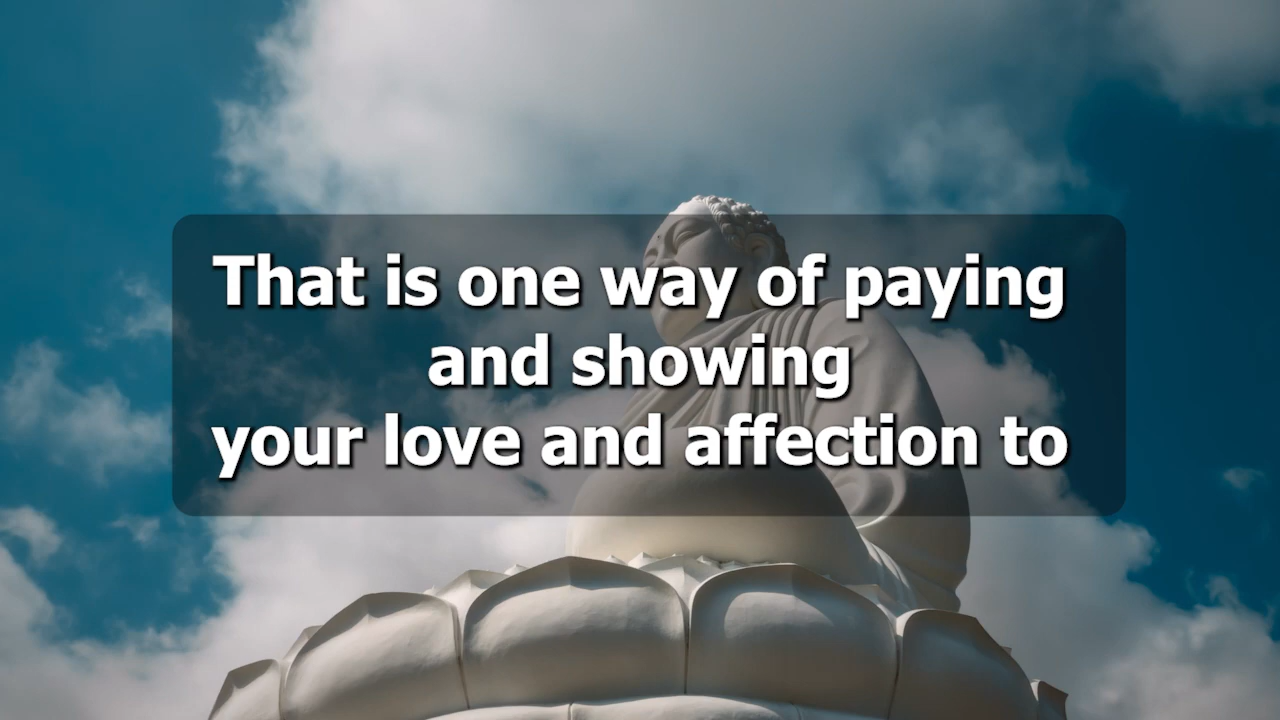 That is one way of paying
and showing
your love and affection to